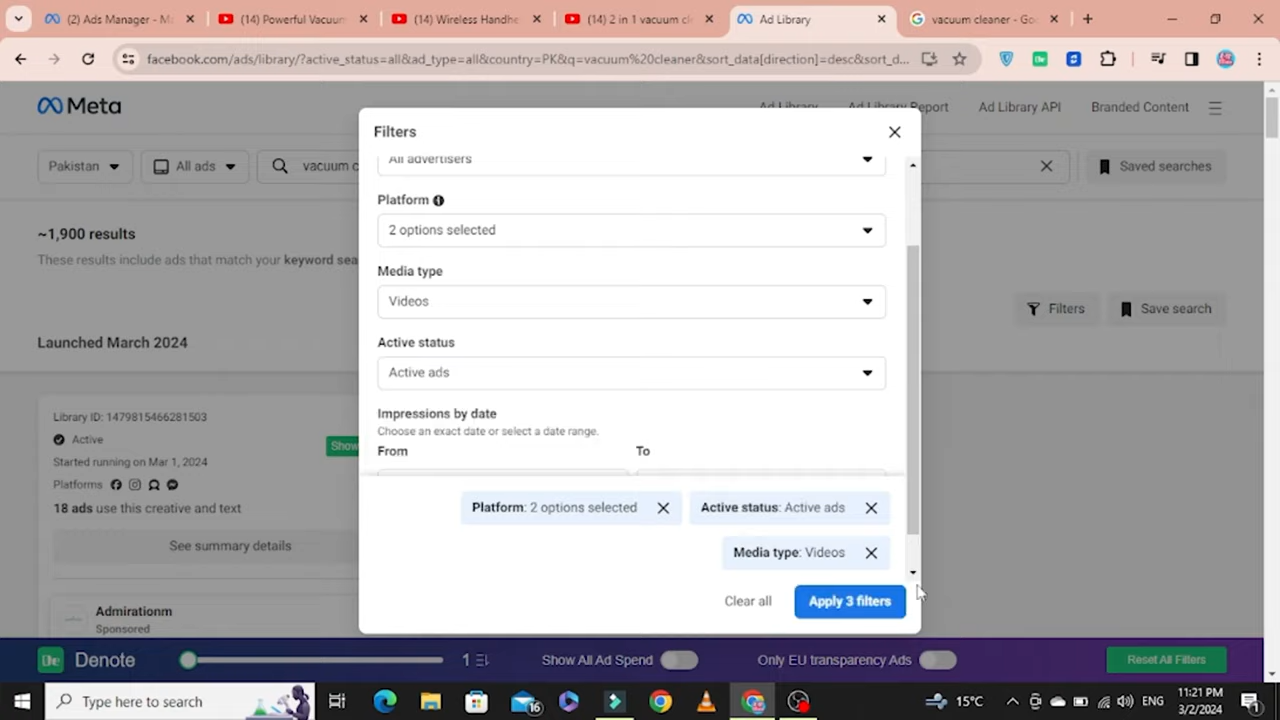 (2) Ads Manager - Ma
(14) Powerful Vacuum
(14) Wireless Handhe
(14) 2 in 1 vacuum cl
Ad Library
vacuum cleaner - Goo
facebook.com/ads/library/?active_status=all&ad_type=all&country=PK&q=vacuum%20cleaner&sort_data[direction]=desc&sort_d...
Meta
Ad Library
Ad Library Report
Ad Library API
Branded Content
Filters
Pakistan
All ads
vacuum c
Saved searches
All advertisers
Platform
2 options selected
~1,900 results
These results include ads that match your keyword sea
Media type
Videos
Filters
Save search
Launched March 2024
Active status
Active ads
Library ID: 1479815466281503
Active
Show
Started running on Mar 1, 2024
Platforms
18 ads use this creative and text
See summary details
Admirationm
Sponsored
Impressions by date
Choose an exact date or select a date range.
From
To
Platform: 2 options selected
Active status: Active ads
Media type: Videos
Clear all
Apply 3 filters
Denote
1
Show All Ad Spend
Only EU transparency Ads
Reset All Filters
Type here to search
16
15°C
ENG
11:21 PM
3/2/2024
1